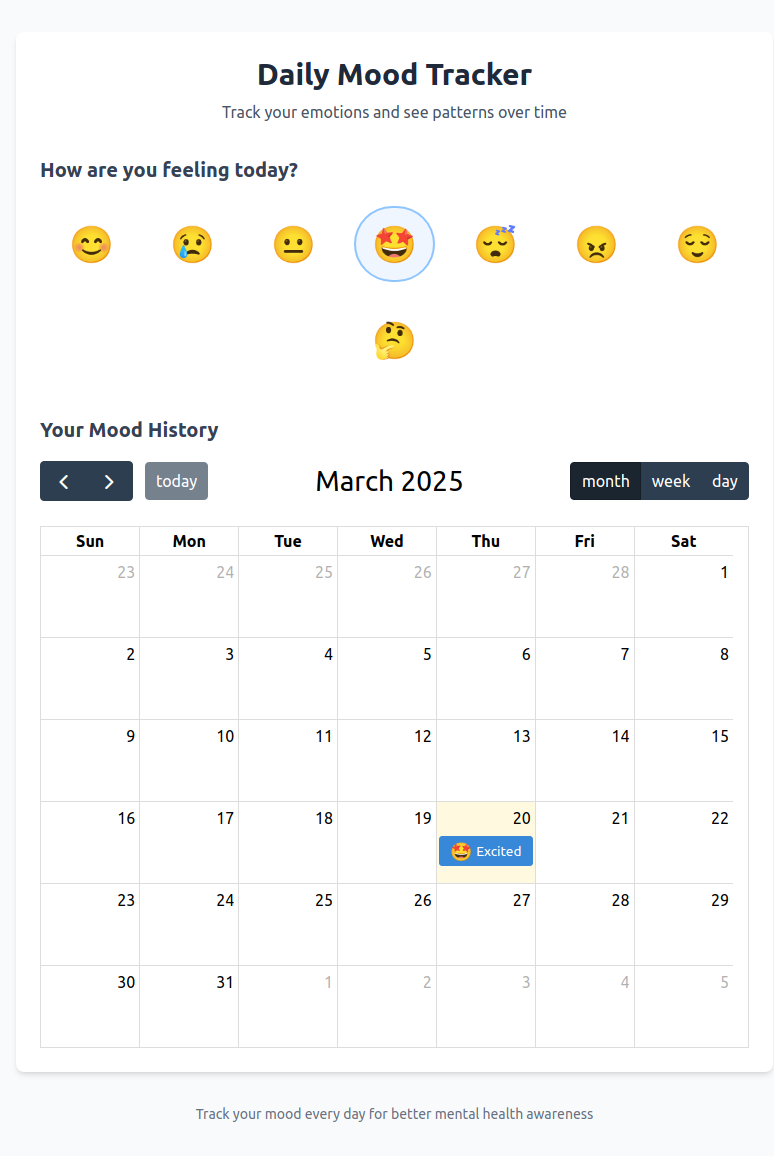 Daily Mood Tracker
Track your emotions and see patterns over time
How are you feeling today?
Your Mood History
today
March 2025
month week day
Sun Mon Tue Wed Thu Fri Sat
23 24 25 26 27 28 1
2 3 4 5 6 7 8
9 10 11 12 13 14 15
16 17 18 19 20 21 22
Excited
23 24 25 26 27 28 29
30 31 1 2 3 4 5
Track your mood every day for better mental health awareness